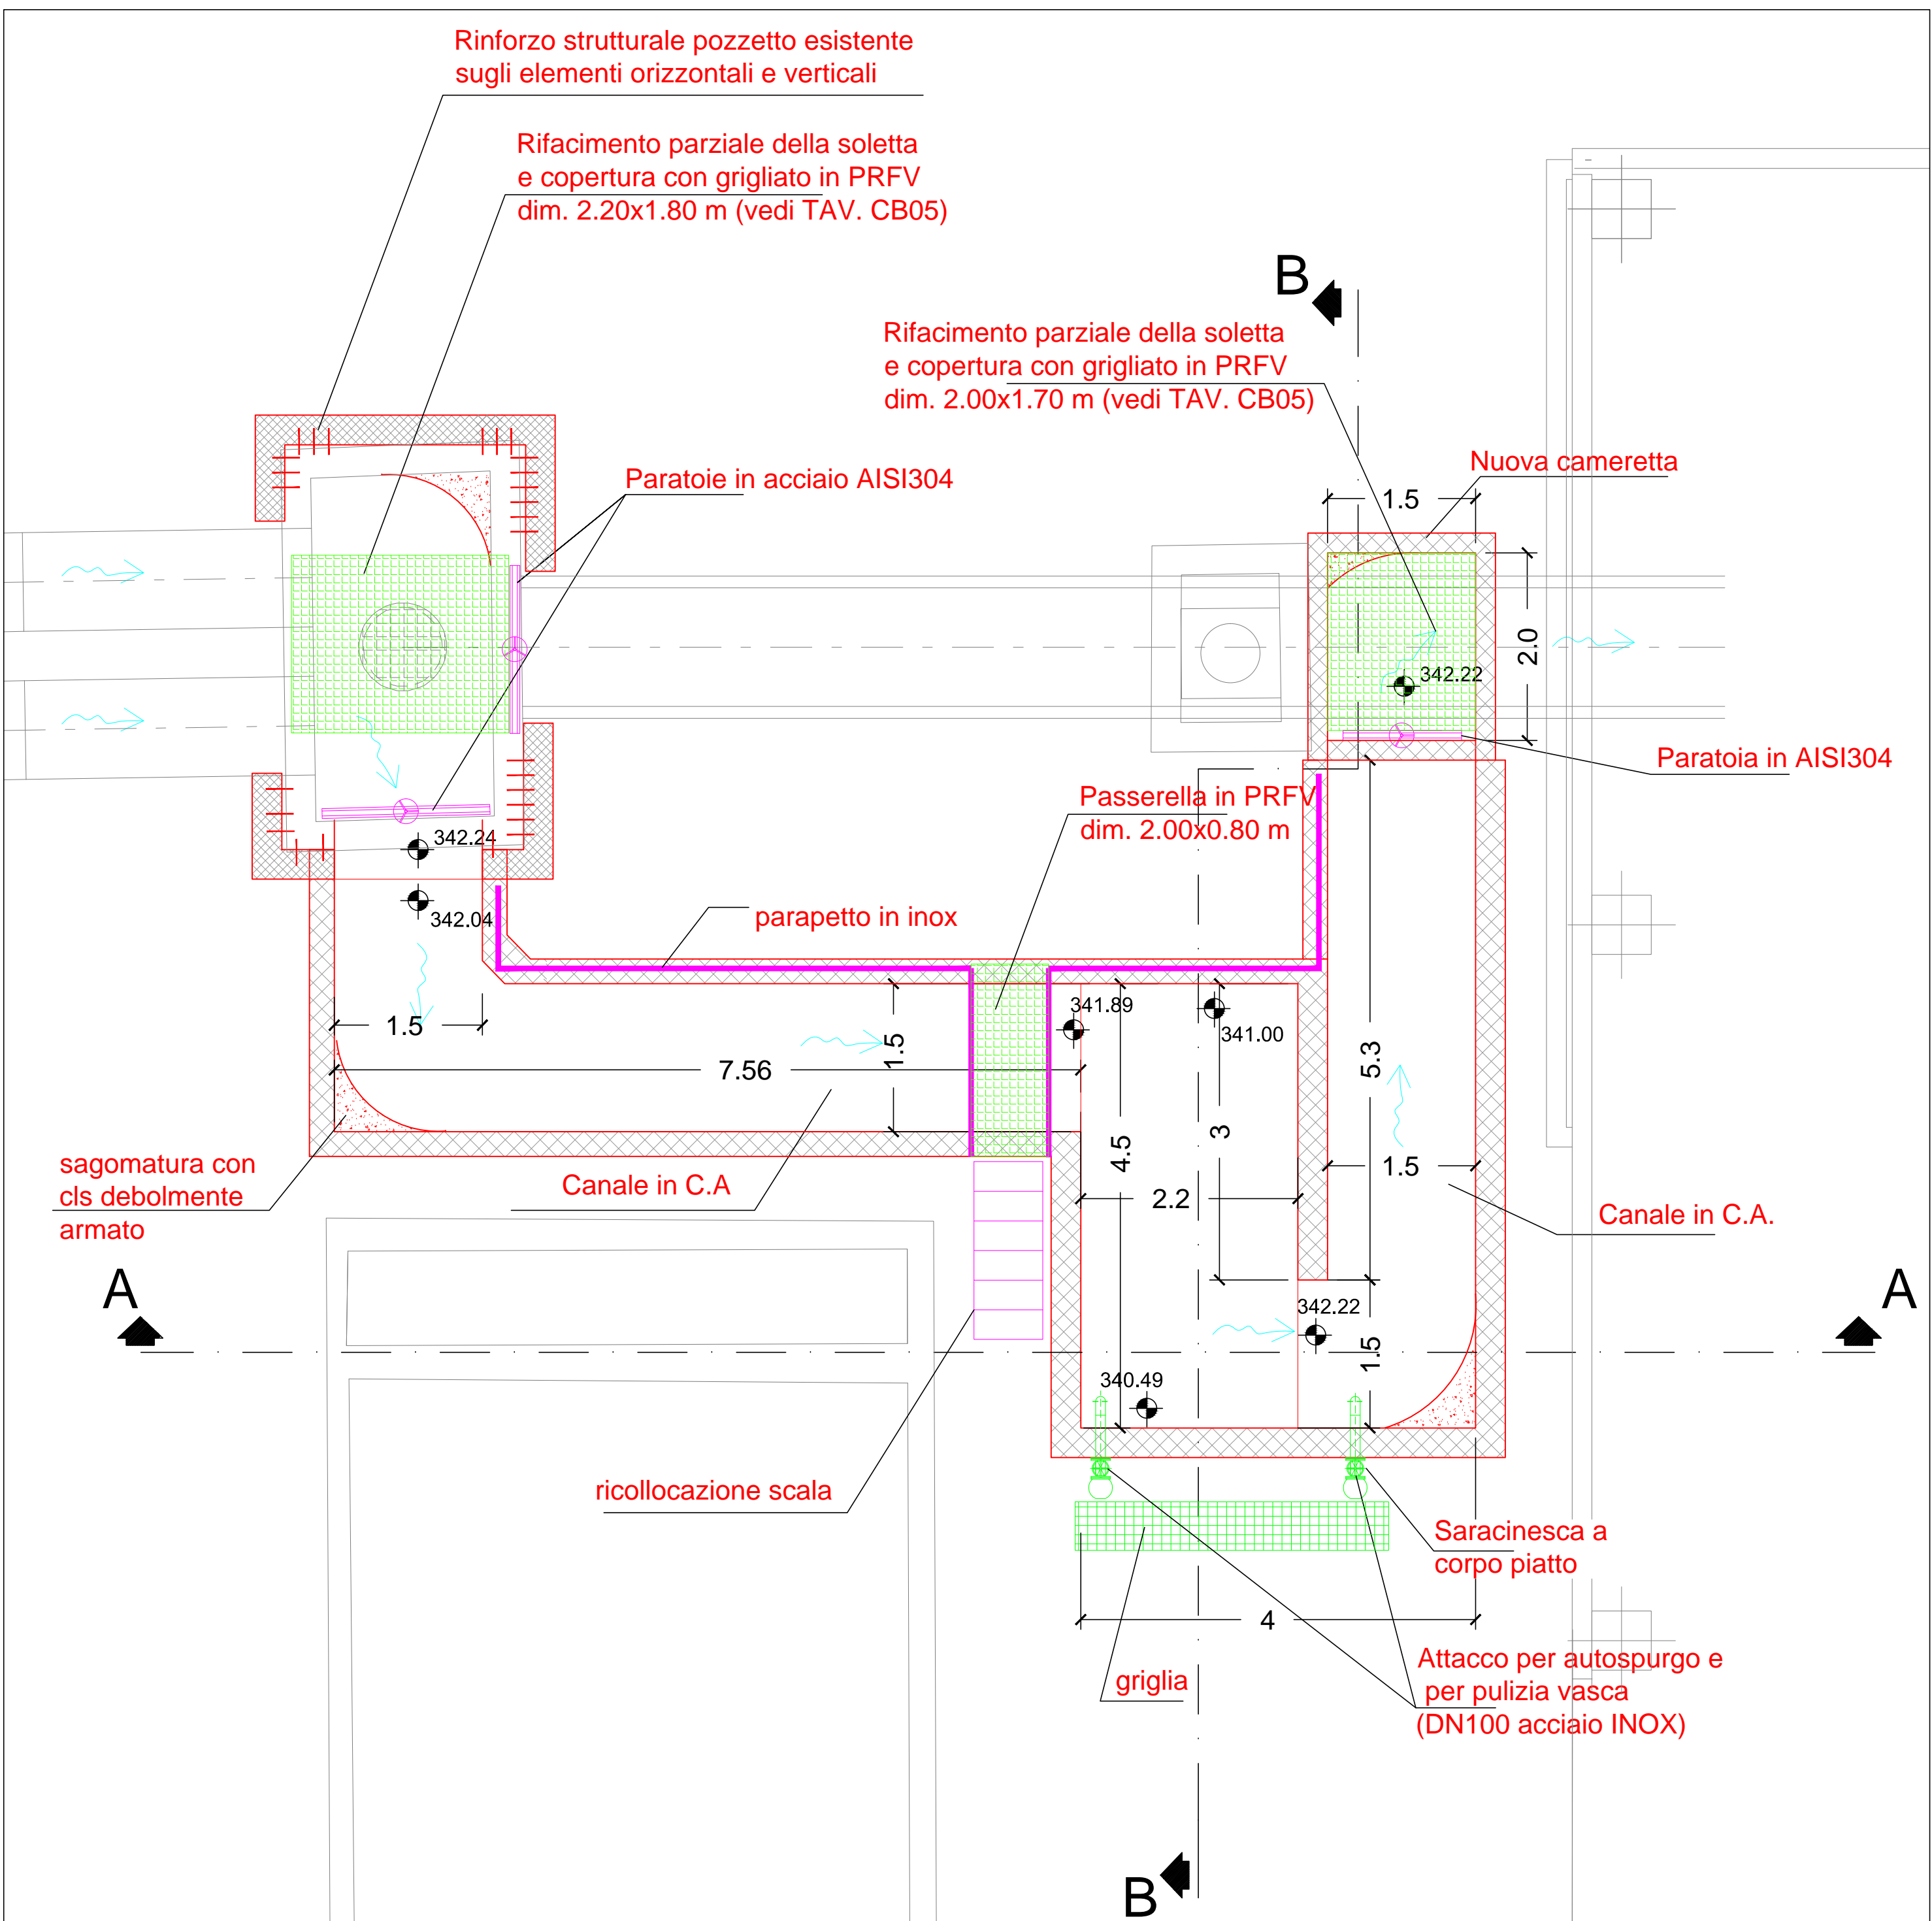 Rinforzo strutturale pozzetto esistente
sugli elementi orizzontali e verticali
Rifacimento parziale della soletta
e copertura con grigliato in PRFV
dim. 2.20x1.80 m (vedi TAV. CB05)
B
Rifacimento parziale della soletta
e copertura con grigliato in PRFV
dim. 2.00x1.70 m (vedi TAV. CB05)
Nuova cameretta
Paratoie in acciaio AISI304
1.5
2.0
342.22
Paratoia in AISI304
Passerella in PRFV
dim. 2.00x0.80 m
342.24
342.04
parapetto in inox
341.89
341.00
1.5
1.5
7.56
5.3
3
4.5
sagomatura con
cls debolmente
armato
Canale in C.A
1.5
2.2
Canale in C.A.
A
A
342.22
1.5
340.49
ricollocazione scala
Saracinesca a
corpo piatto
4
griglia
Attacco per autospurgo e
per pulizia vasca
(DN100 acciaio INOX)
B